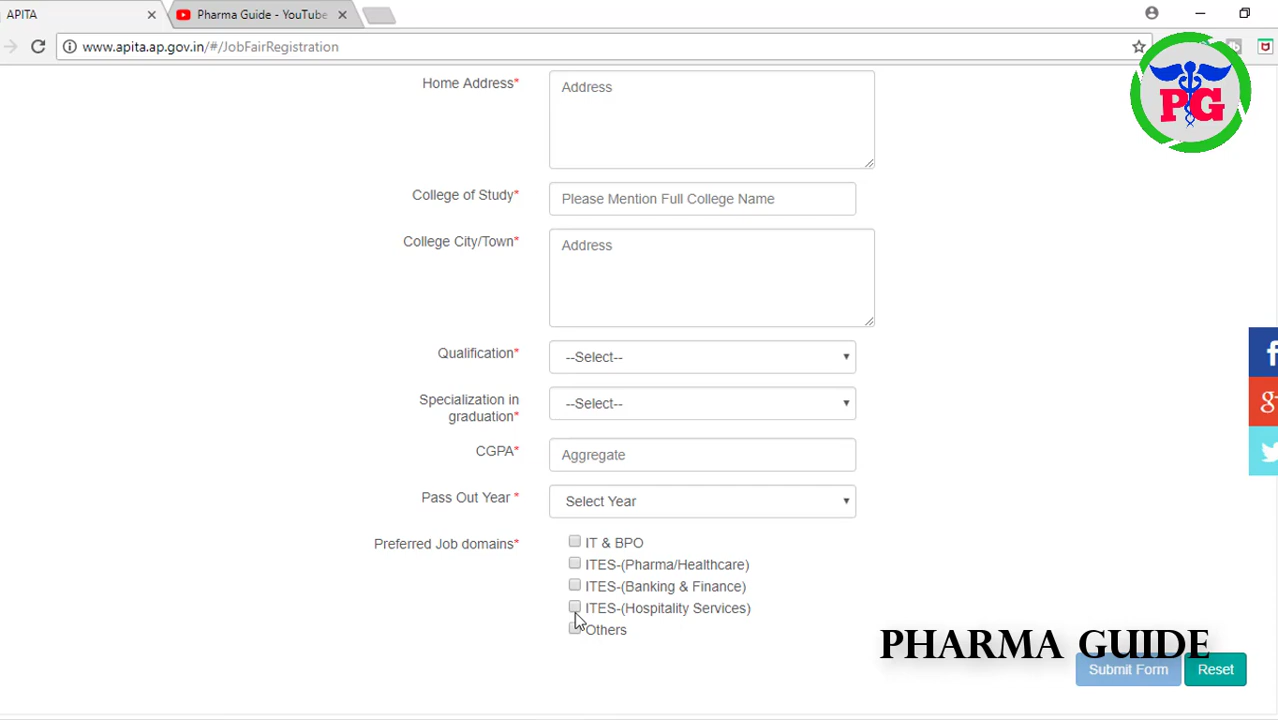 APITA
Pharma Guide - YouTube
www.apita.ap.gov.in/#/JobFairRegistration
PG
Home Address*
Address
College of Study*
Please Mention Full College Name
College City/Town*
Address
Qualification*
--Select--
Specialization in
graduation*
--Select--
CGPA*
Aggregate
Pass Out Year *
Select Year
Preferred Job domains*
IT & BPO
ITES-(Pharma/Healthcare)
ITES-(Banking & Finance)
ITES-(Hospitality Services)
Others
PHARMA GUIDE
Submit Form
Reset